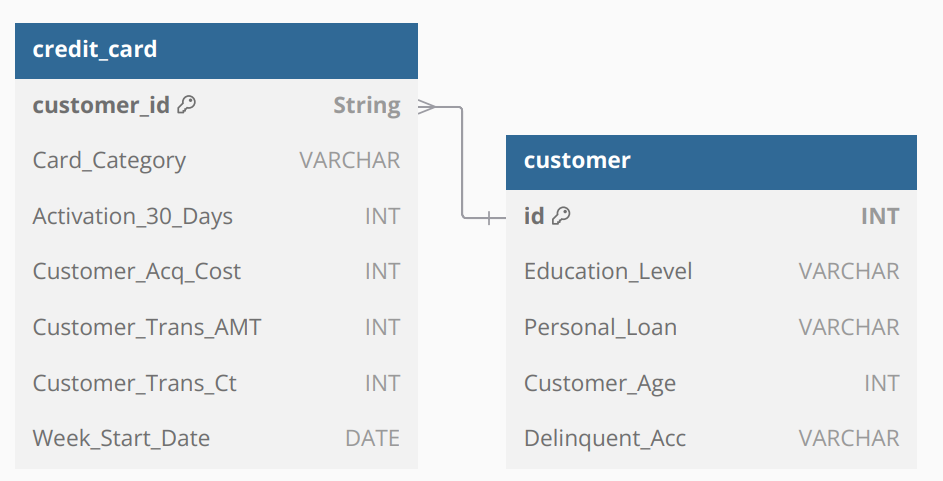 credit_card
customer_id String
Card_Category VARCHAR
Activation_30_Days INT
Customer_Acq_Cost INT
Customer_Trans_AMT INT
Customer_Trans_Ct INT
Week_Start_Date DATE
customer
id INT
Education_Level VARCHAR
Personal_Loan VARCHAR
Customer_Age INT
Delinquent_Acc VARCHAR